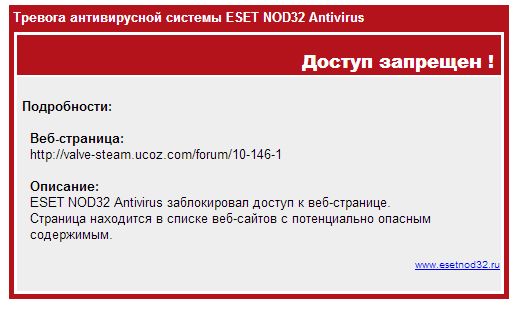 Тревога антивирусной системы ESET NOD32 Antivirus
Доступ запрещен !
Подробности:
Веб-страница:
http://valve-steam.ucoz.com/forum/10-146-1
Описание:
ESET NOD32 Antivirus заблокировал доступ к веб-странице.
Страница находится в списке веб-сайтов с потенциально опасным
содержимым.
www.esetnod32.ru